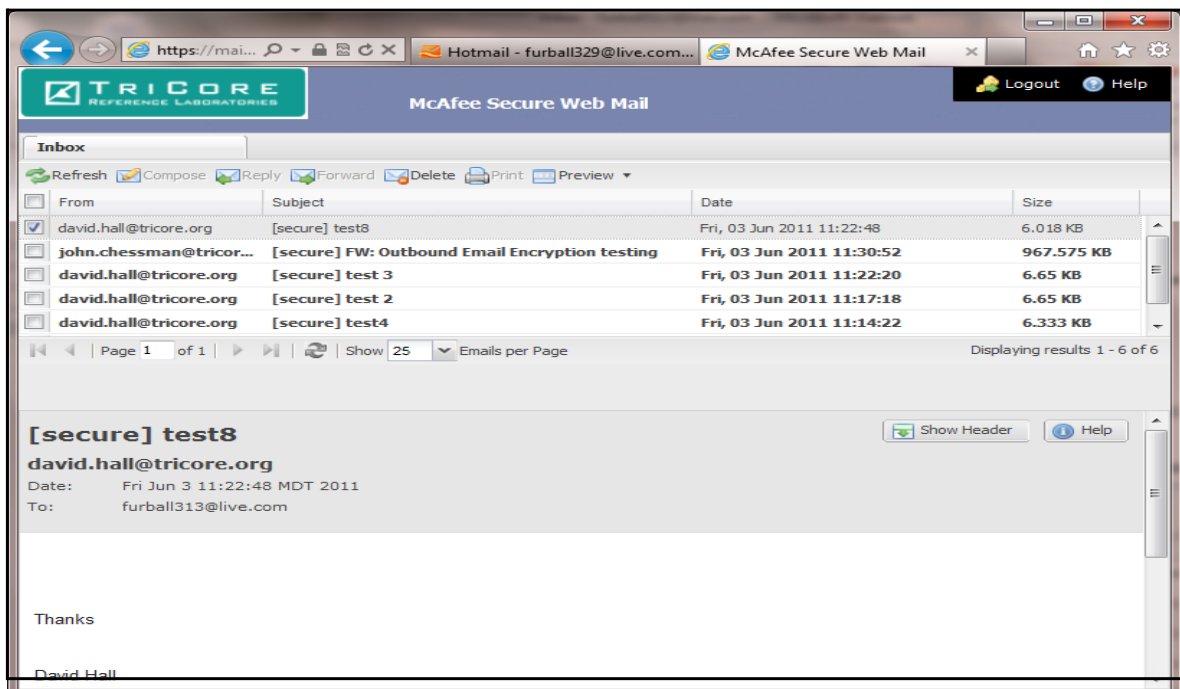 https://mai...
Hotmail - furball329@live.com...
McAfee Secure Web Mail
TRICORE
REFERENCE LABORATORIES
McAfee Secure Web Mail
Logout Help
Inbox
Refresh Compose Reply Forward Delete Print Preview
From Subject Date Size
david.hall@tricore.org [secure] test8 Fri, 03 Jun 2011 11:22:48 6.018 KB
john.chessman@tricor... [secure] FW: Outbound Email Encryption testing Fri, 03 Jun 2011 11:30:52 967.575 KB
david.hall@tricore.org [secure] test 3 Fri, 03 Jun 2011 11:22:20 6.65 KB
david.hall@tricore.org [secure] test 2 Fri, 03 Jun 2011 11:17:18 6.65 KB
david.hall@tricore.org [secure] test4 Fri, 03 Jun 2011 11:14:22 6.333 KB
Page 1 of 1 Show 25 Emails per Page Displaying results 1 - 6 of 6
[secure] test8 Show Header Help
david.hall@tricore.org
Date: Fri Jun 3 11:22:48 MDT 2011
To: furball313@live.com
Thanks
David Hall